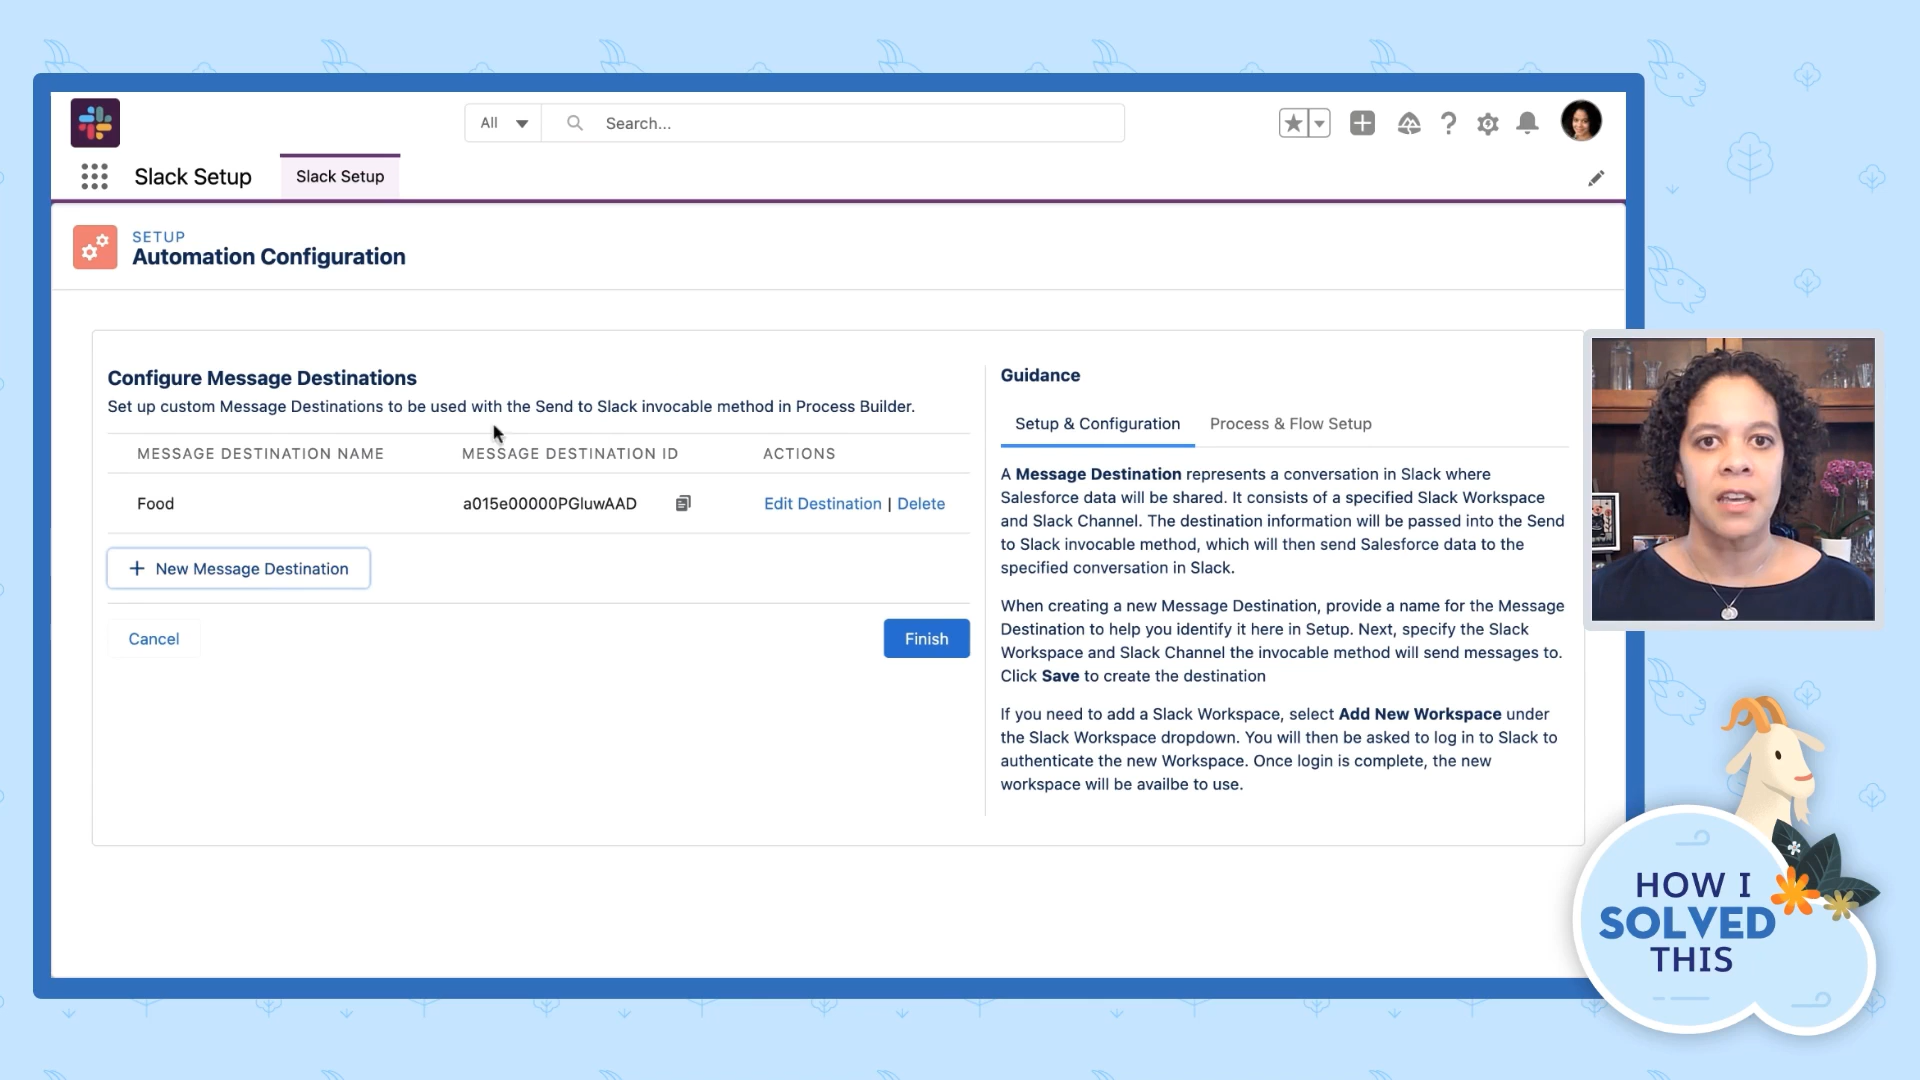 All
Search...
Slack Setup
Slack Setup
SETUP
Automation Configuration
Configure Message Destinations
Set up custom Message Destinations to be used with the Send to Slack invocable method in Process Builder.
MESSAGE DESTINATION NAME
MESSAGE DESTINATION ID
ACTIONS
Food
a015e00000PGluwAAD
Edit Destination | Delete
+ New Message Destination
Cancel
Finish
Guidance
Setup & Configuration
Process & Flow Setup
A Message Destination represents a conversation in Slack where
Salesforce data will be shared. It consists of a specified Slack Workspace
and Slack Channel. The destination information will be passed into the Send
to Slack invocable method, which will then send Salesforce data to the
specified conversation in Slack.
When creating a new Message Destination, provide a name for the Message
Destination to help you identify it here in Setup. Next, specify the Slack
Workspace and Slack Channel the invocable method will send messages to.
Click Save to create the destination
If you need to add a Slack Workspace, select Add New Workspace under
the Slack Workspace dropdown. You will then be asked to log in to Slack to
authenticate the new Workspace. Once login is complete, the new
workspace will be availbe to use.
HOW I
SOLVED
THIS